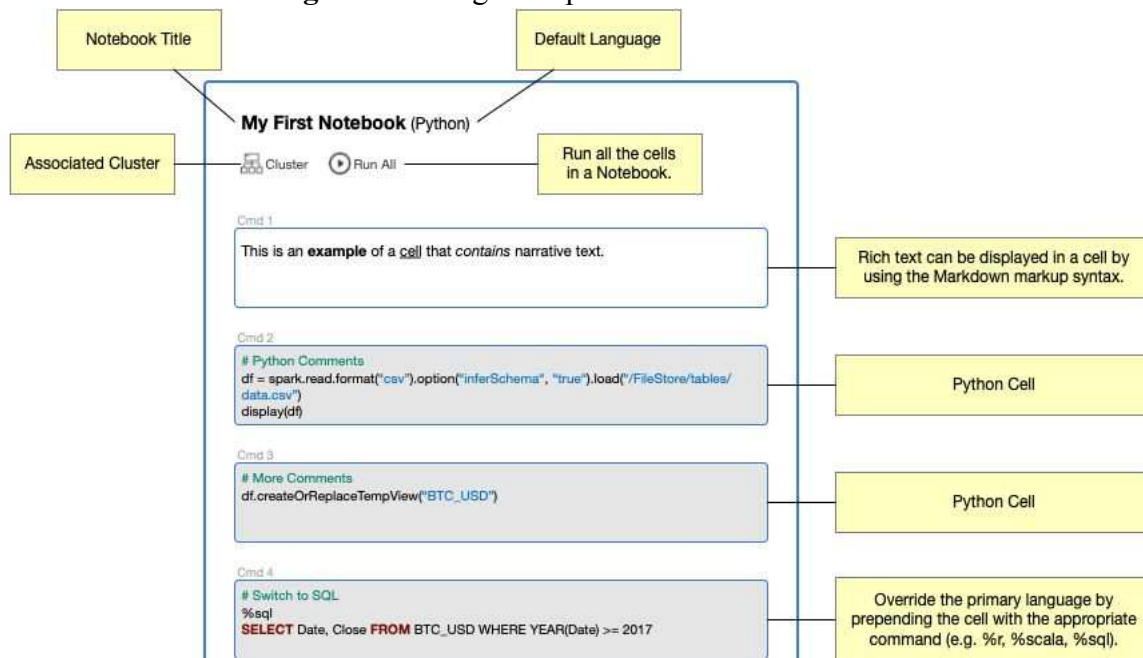 Notebook Title
Default Language
My First Notebook (Python)
Associated Cluster
Cluster
Run All
Run all the cells
in a Notebook.
Cmd 1
This is an example of a cell that contains narrative text.
Rich text can be displayed in a cell by
using the Markdown markup syntax.
Cmd 2
# Python Comments
df = spark.read.format("csv").option("inferSchema", "true").load("/FileStore/tables/
data.csv")
display(df)
Python Cell
Cmd 3
# More Comments
df.createOrReplaceTempView("BTC_USD")
Python Cell
Cmd 4
# Switch to SQL
%sql
SELECT Date, Close FROM BTC_USD WHERE YEAR(Date) >= 2017
Override the primary language by
prepending the cell with the appropriate
command (e.g. %r, %scala, %sql).